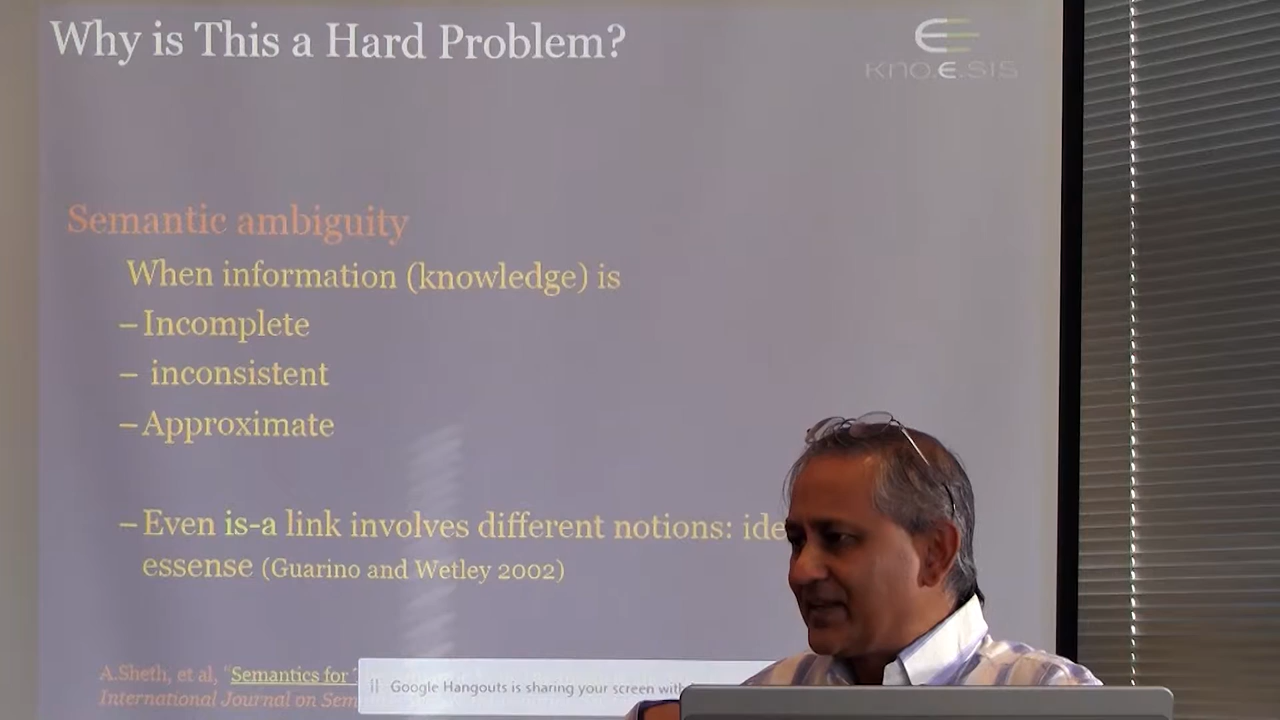 Why is This a Hard Problem?
kno.e.sis
Semantic ambiguity
When information (knowledge) is
– Incomplete
– inconsistent
– Approximate
– Even is-a link involves different notions: ide
essense (Guarino and Wetley 2002)
A.Sheth, et al, “Semantics for
International Journal on Sem
Google Hangouts is sharing your screen with